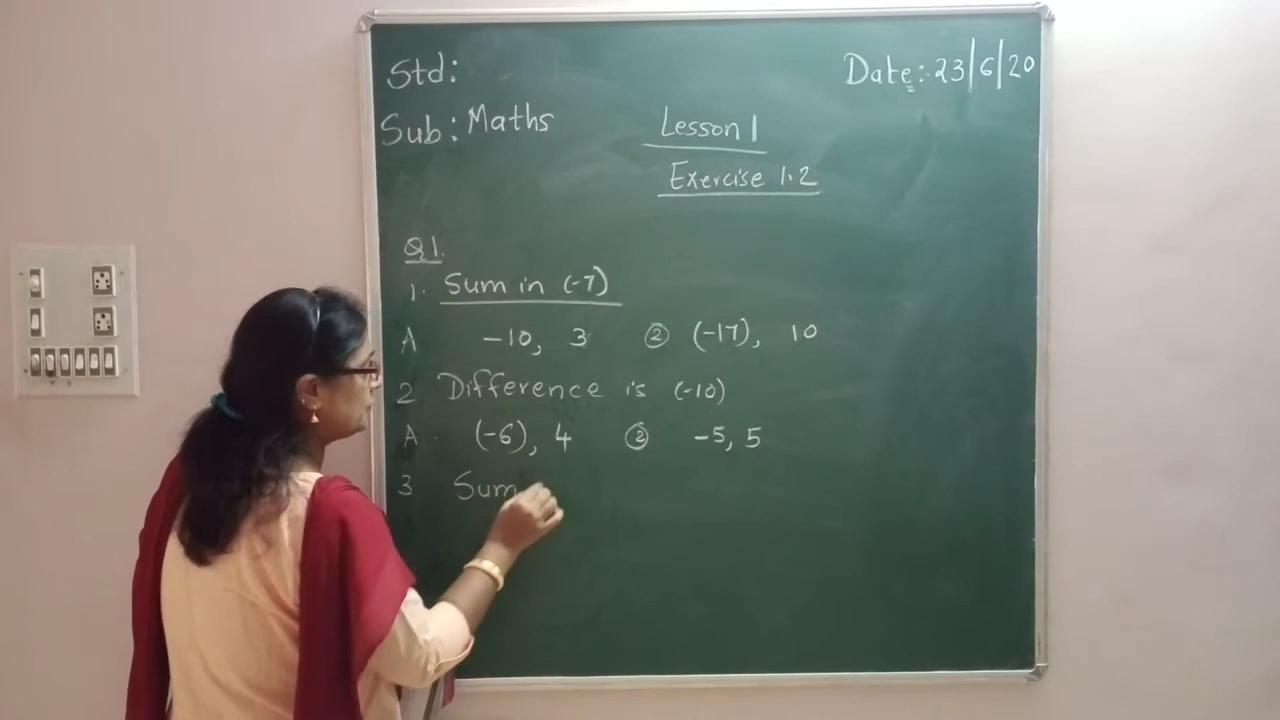 Std:
Date: 23/6/20
Sub: Maths
Lesson 1
Exercise 1.2
Q1.
1. Sum in (-7)
A -10, 3 ② (-17), 10
2 Difference is (-10)
A. (-6), 4 ② -5, 5
3 Sum